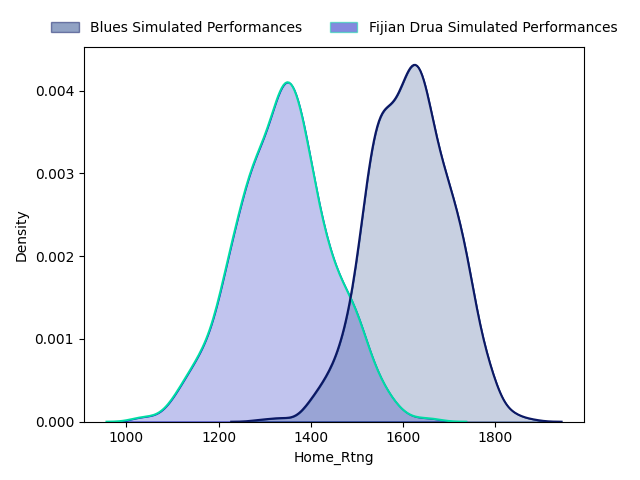 Blues Simulated Performances Fijian Drua Simulated Performances
0.004
0.003
0.002
0.001
0.000
Density
1000 1200 1400 1600 1800
Home_Rtng